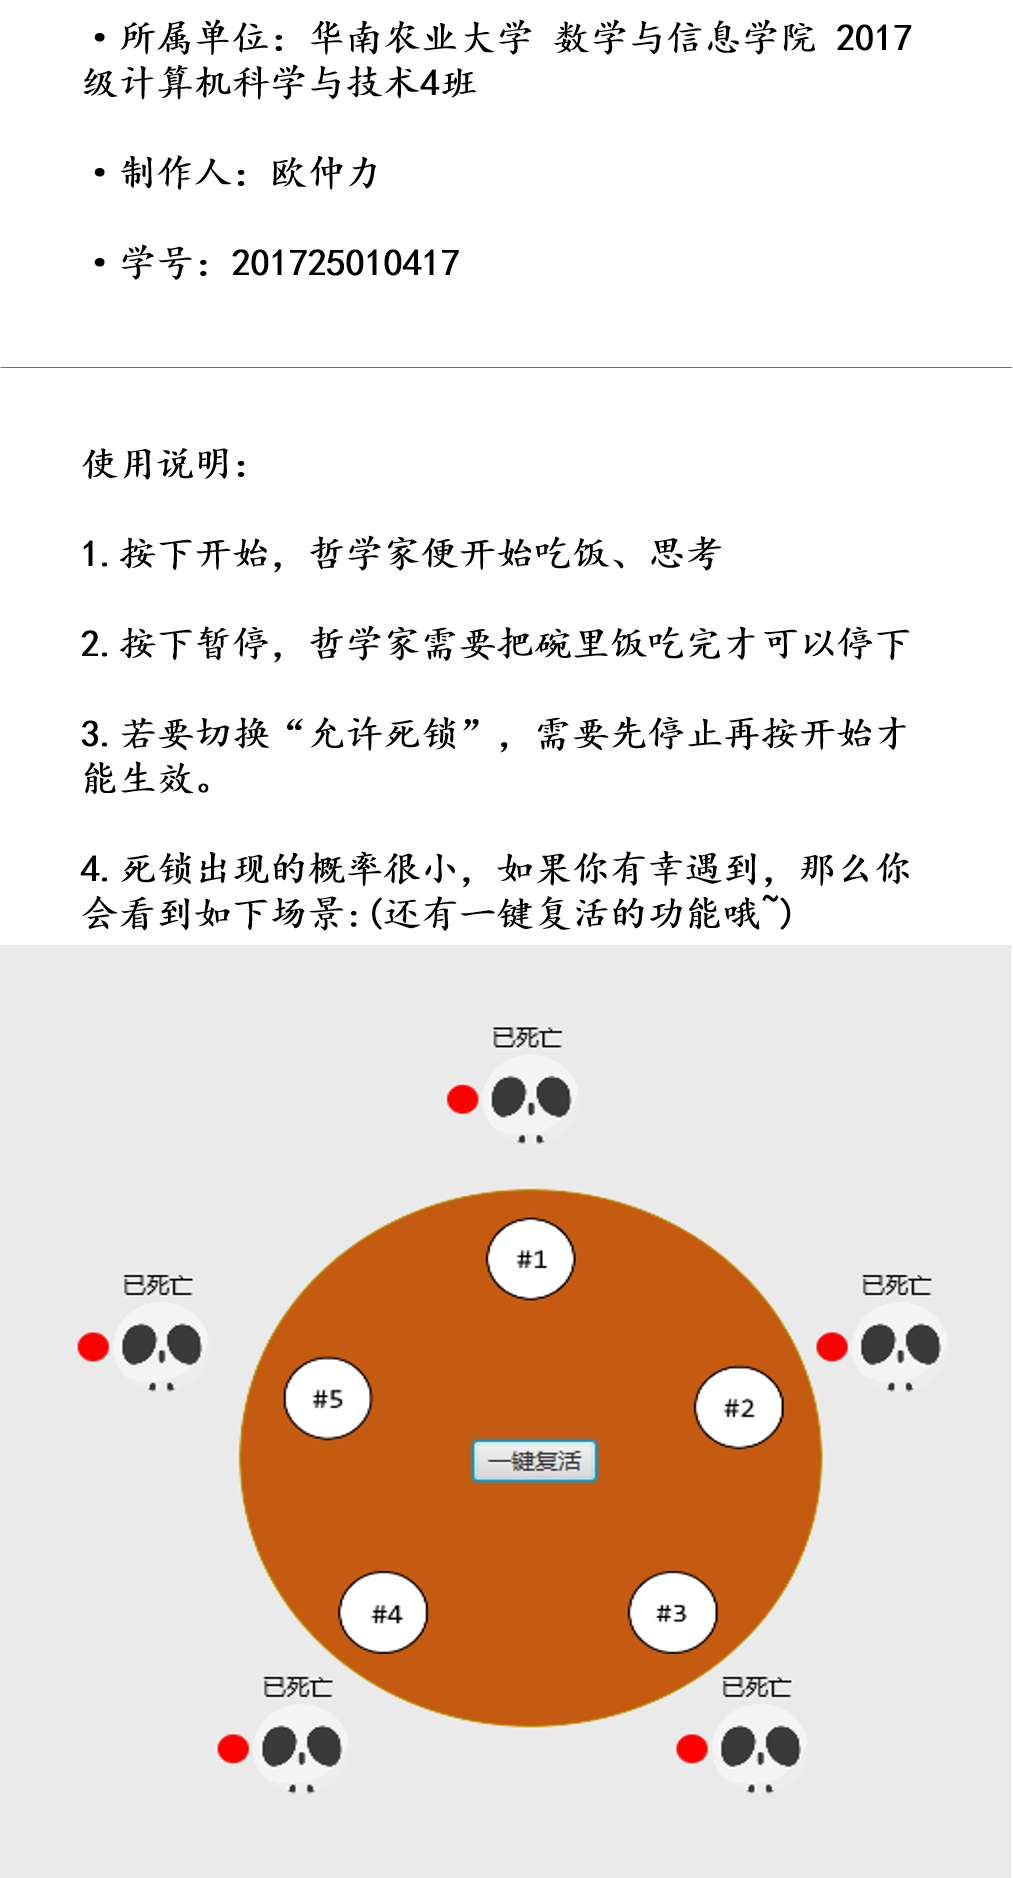 ·所属单位：华南农业大学 数学与信息学院 2017
级计算机科学与技术4班
·制作人：欧仲力
·学号：201725010417
使用说明：
1.按下开始，哲学家便开始吃饭、思考
2.按下暂停，哲学家需要把碗里饭吃完才可以停下
3.若要切换“允许死锁”，需要先停止再按开始才
能生效。
4.死锁出现的概率很小，如果你有幸遇到，那么你
会看到如下场景:(还有一键复活的功能哦~)
已死亡
#1
已死亡
已死亡
#5
#2
一键复活
#4
#3
已死亡
已死亡